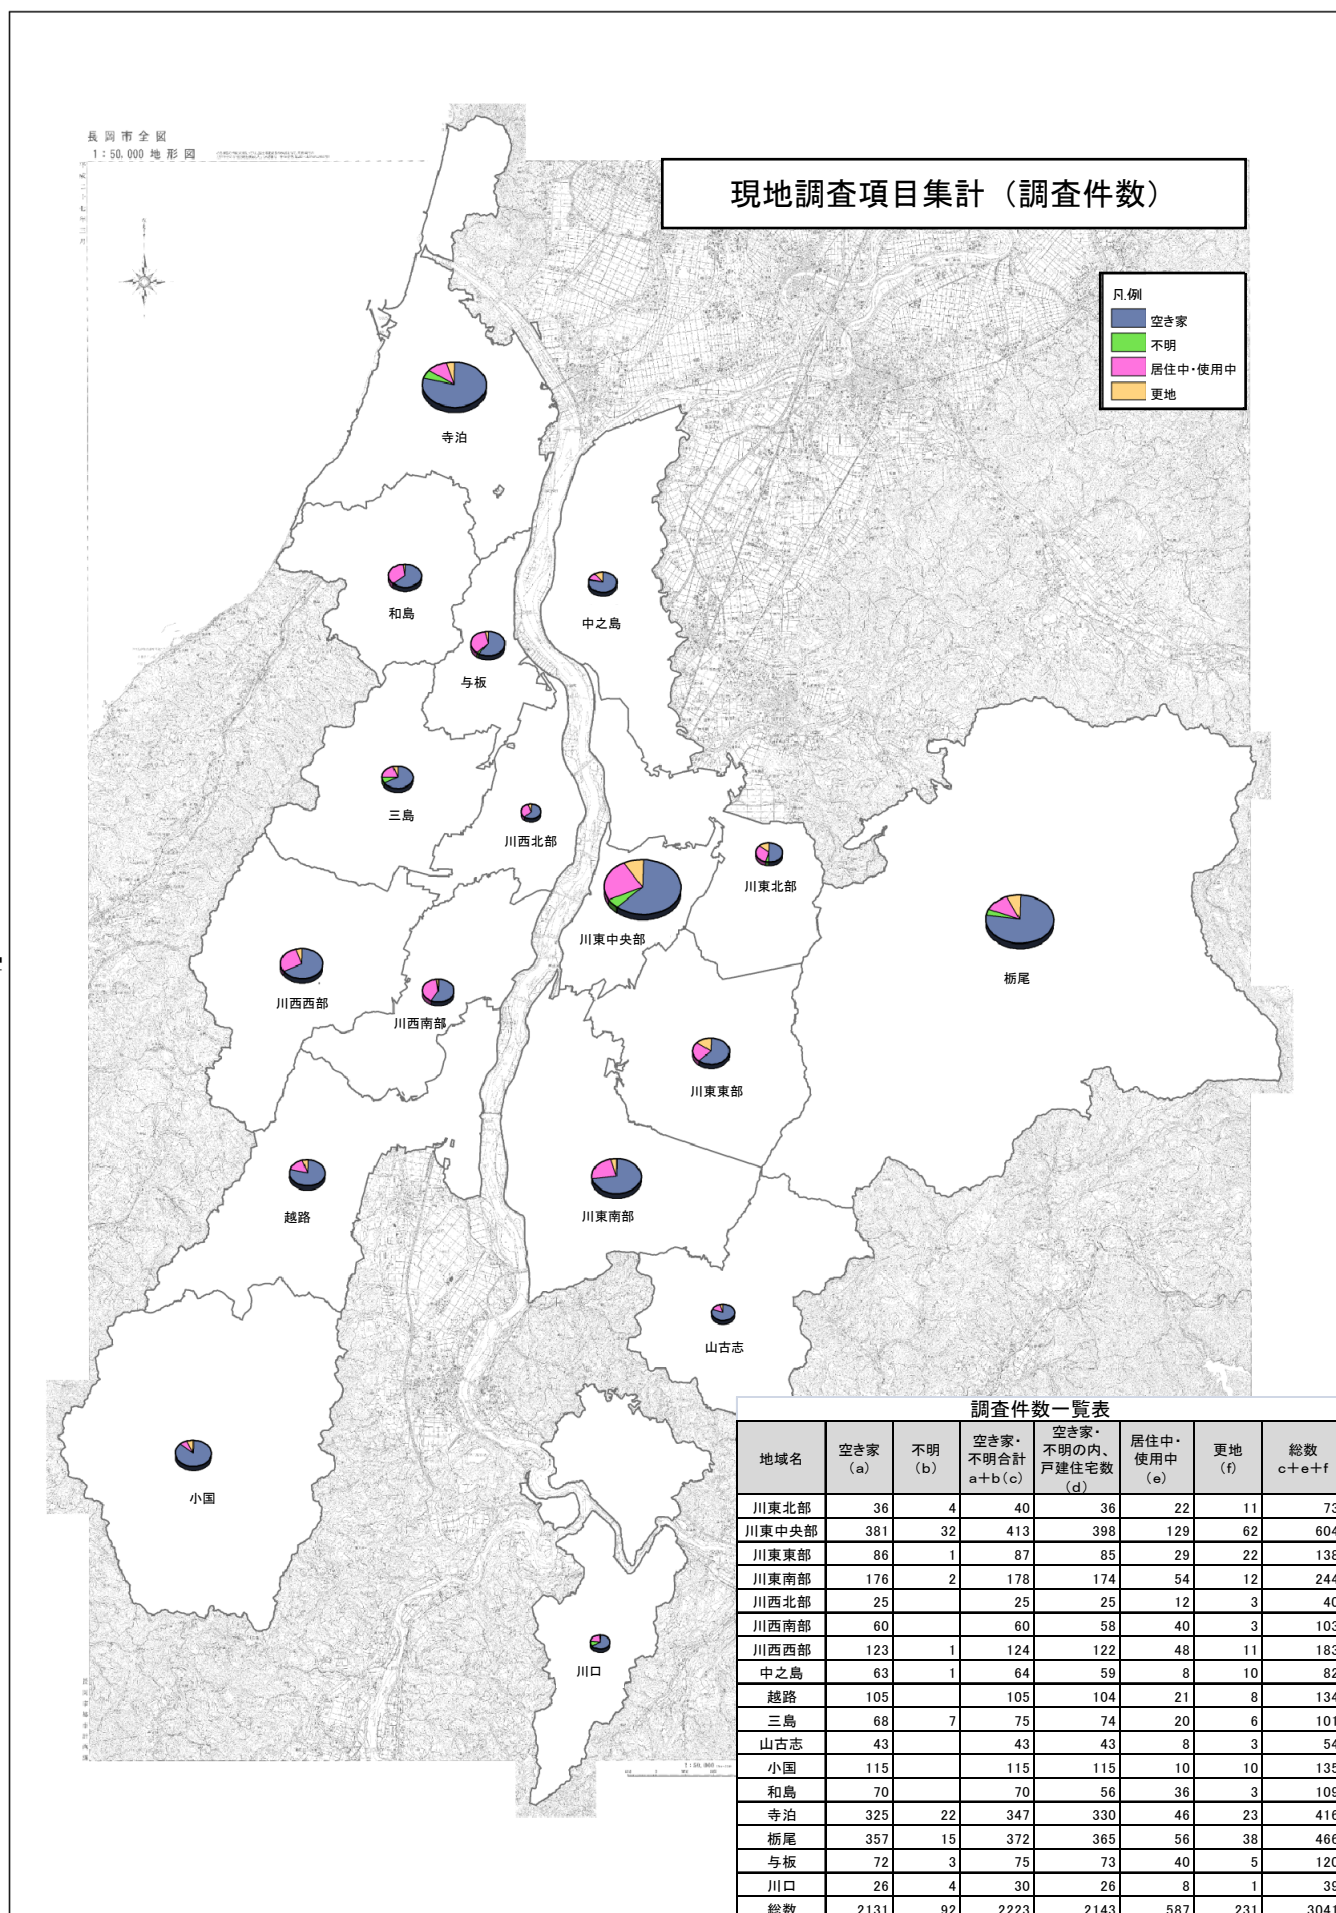 長岡市全図
1:50,000 地形図
現地調査項目集計（調査件数）
凡例
空き家
不明
居住中・使用中
更地
寺泊
和島
中之島
与板
三島
川西北部
川東北部
川東中央部
栃尾
川西西部
川西南部
川東東部
越路
川東南部
山古志
小国
川口
1:50,000
調査件数一覧表
地域名 空き家（a） 不明（b） 空き家・不明合計a＋b(c) 空き家・不明の内、戸建住宅数（d） 居住中・使用中（e） 更地（f） 総数c＋e＋f
川東北部 36 4 40 36 22 11 73
川東中央部 381 32 413 398 129 62 604
川東東部 86 1 87 85 29 22 138
川東南部 176 2 178 174 54 12 244
川西北部 25 25 25 12 3 40
川西南部 60 60 58 40 3 103
川西西部 123 1 124 122 48 11 183
中之島 63 1 64 59 8 10 82
越路 105 105 104 21 8 134
三島 68 7 75 74 20 6 101
山古志 43 43 43 8 3 54
小国 115 115 115 10 10 135
和島 70 70 56 36 3 109
寺泊 325 22 347 330 46 23 416
栃尾 357 15 372 365 56 38 466
与板 72 3 75 73 40 5 120
川口 26 4 30 26 8 1 39
総数 2131 92 2223 2143 587 231 3041